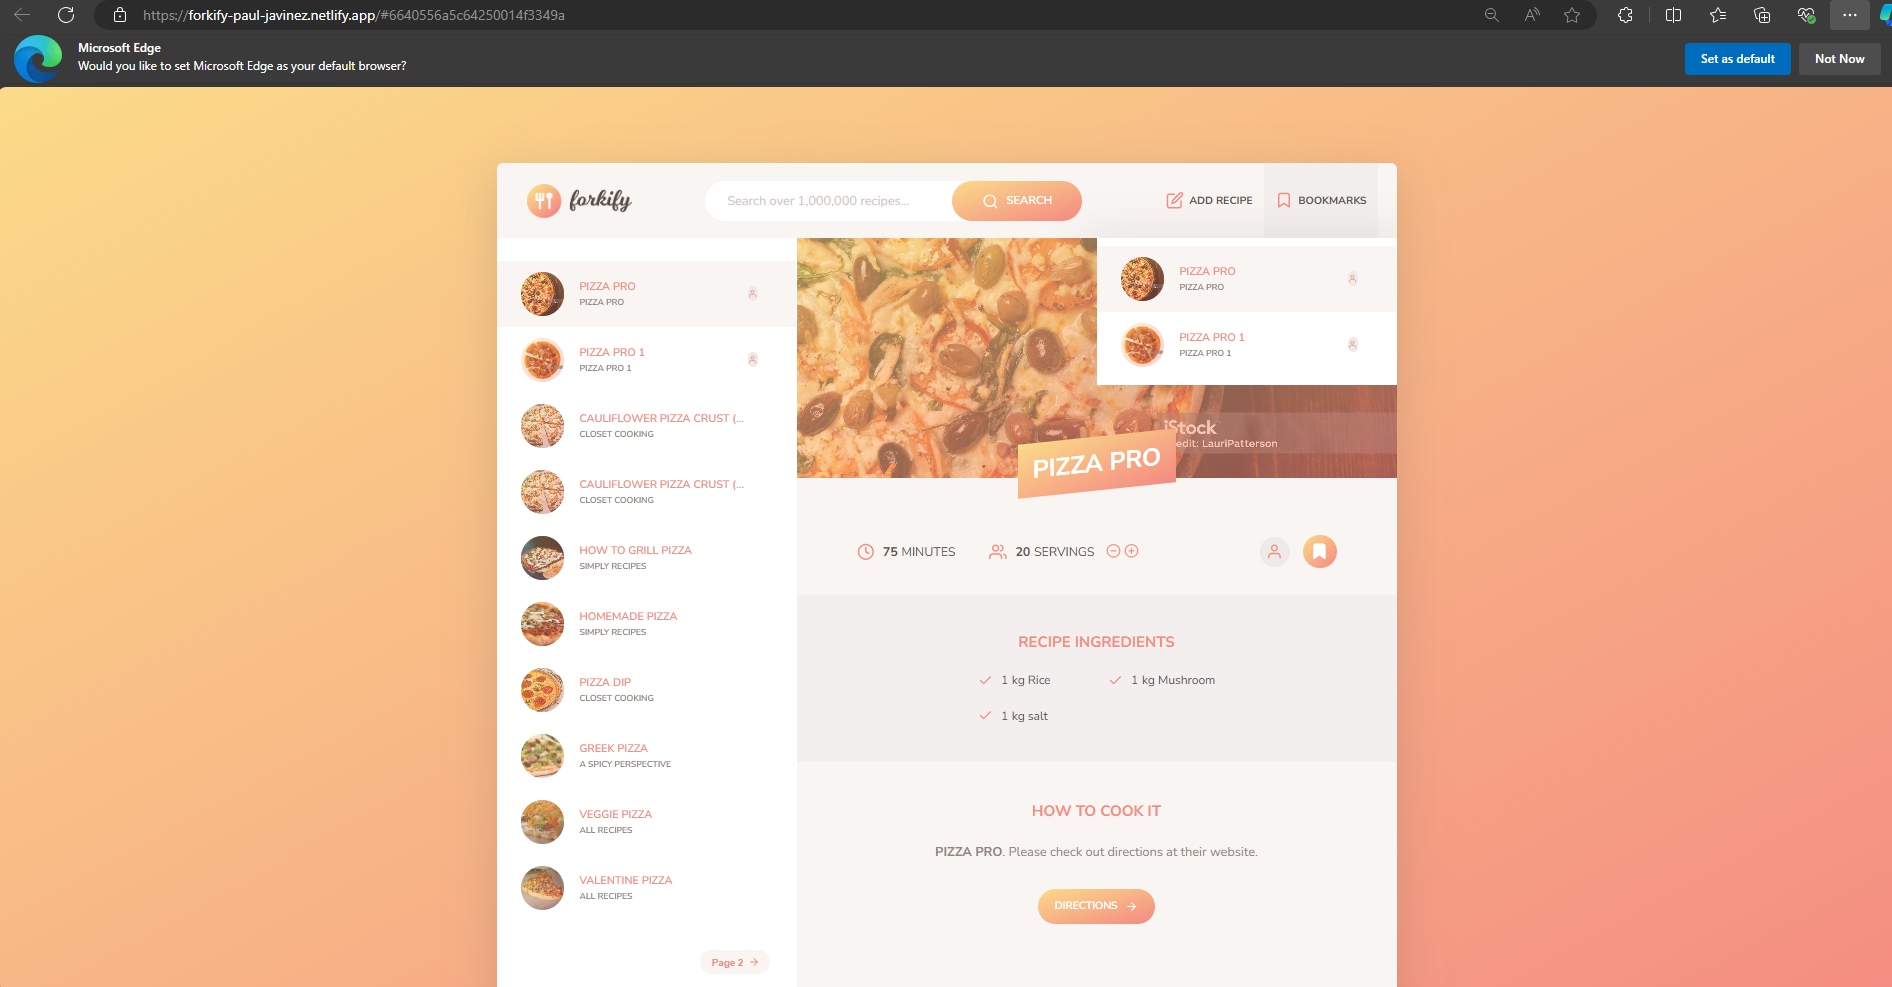 https://forkify-paul-javinez.netlify.app/#6640556a5c64250014f3349a
Microsoft Edge
Would you like to set Microsoft Edge as your default browser?
Set as default
Not Now
forkify
Search over 1,000,000 recipes...
SEARCH
ADD RECIPE
BOOKMARKS
PIZZA PRO
PIZZA PRO
PIZZA PRO 1
PIZZA PRO 1
CAULIFLOWER PIZZA CRUST (...
CLOSET COOKING
CAULIFLOWER PIZZA CRUST (...
CLOSET COOKING
HOW TO GRILL PIZZA
SIMPLY RECIPES
HOMEMADE PIZZA
SIMPLY RECIPES
PIZZA DIP
CLOSET COOKING
GREEK PIZZA
A SPICY PERSPECTIVE
VEGGIE PIZZA
ALL RECIPES
VALENTINE PIZZA
ALL RECIPES
Page 2
PIZZA PRO
PIZZA PRO
PIZZA PRO 1
PIZZA PRO 1
iStock
edit: LauriPatterson
PIZZA PRO
75 MINUTES
20 SERVINGS
RECIPE INGREDIENTS
1 kg Rice
1 kg Mushroom
1 kg salt
HOW TO COOK IT
PIZZA PRO. Please check out directions at their website.
DIRECTIONS